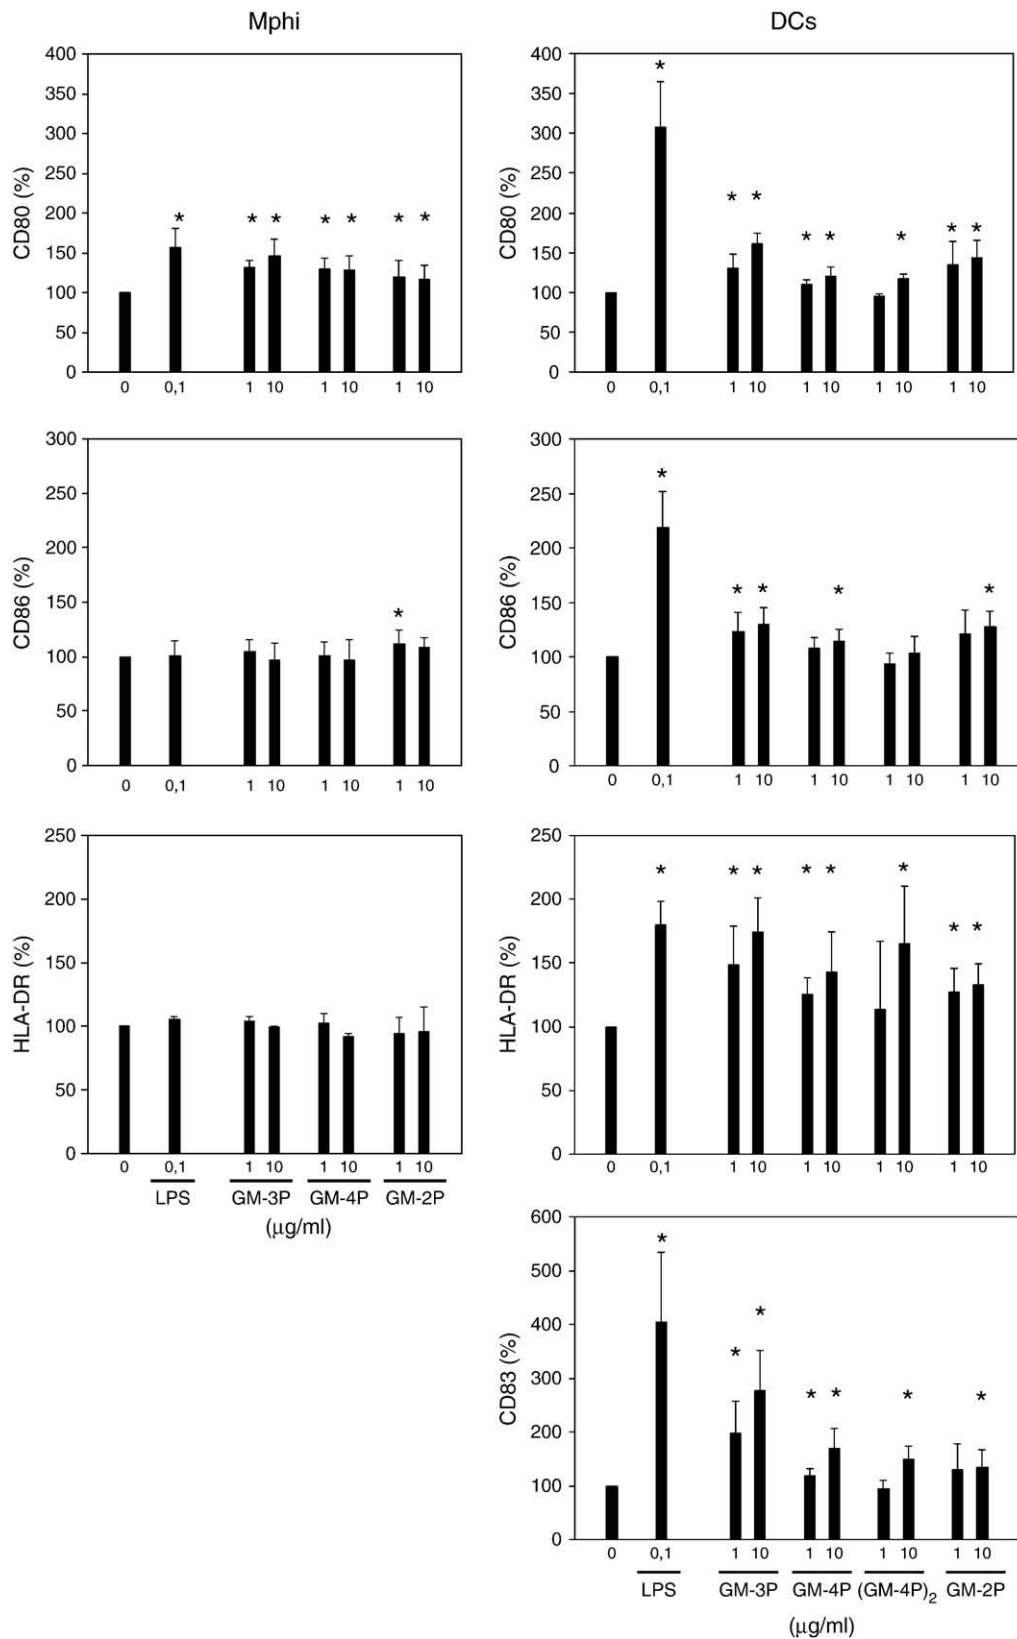 Mphi
400
350
300
250
200
150
100
50
0
CD80 (%)
* * * * * * *
0 0,1 1 10 1 10 1 10
DCs
400
350
300
250
200
150
100
50
0
CD80 (%)
* * * * * * * *
0 0,1 1 10 1 10 1 10 1 10
300
250
200
150
100
50
0
CD86 (%)
*
0 0,1 1 10 1 10 1 10
300
250
200
150
100
50
0
CD86 (%)
* * * * *
0 0,1 1 10 1 10 1 10 1 10
250
200
150
100
50
0
HLA-DR (%)
0 0,1 1 10 1 10 1 10
LPS GM-3P GM-4P GM-2P
(µg/ml)
250
200
150
100
50
0
HLA-DR (%)
* * * * * * * *
0 0,1 1 10 1 10 1 10 1 10
600
500
400
300
200
100
0
CD83 (%)
* * * * * * *
0 0,1 1 10 1 10 1 10 1 10
LPS GM-3P GM-4P (GM-4P)2 GM-2P
(µg/ml)